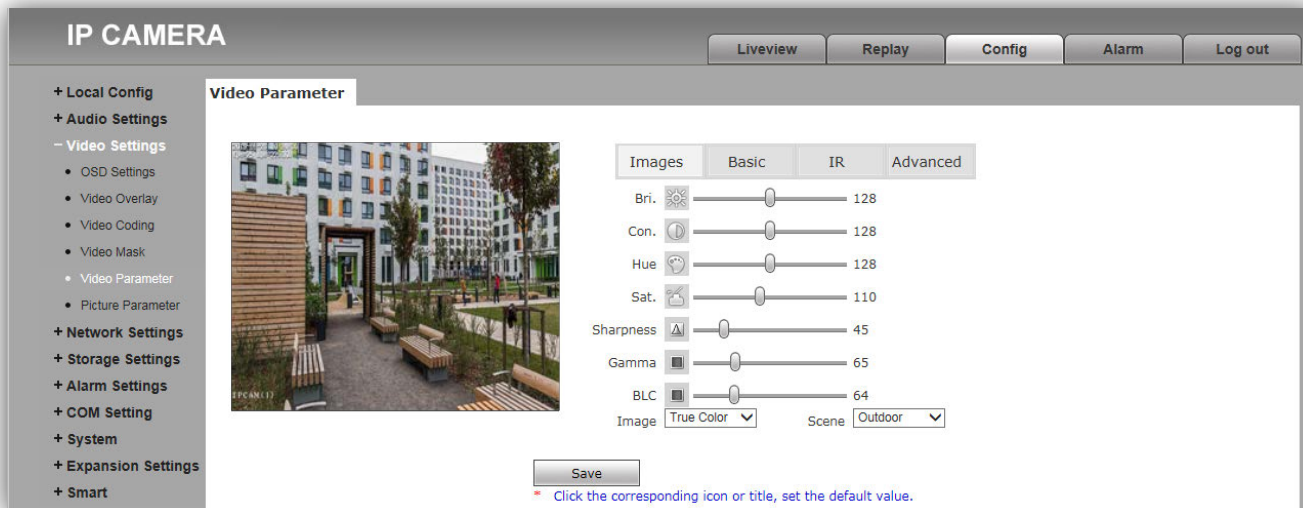 IP CAMERA
Liveview Replay Config Alarm Log out
+ Local Config
+ Audio Settings
− Video Settings
• OSD Settings
• Video Overlay
• Video Coding
• Video Mask
• Video Parameter
• Picture Parameter
+ Network Settings
+ Storage Settings
+ Alarm Settings
+ COM Setting
+ System
+ Expansion Settings
+ Smart
Video Parameter
IPCAM(1)
Images Basic IR Advanced
Bri. 128
Con. 128
Hue 128
Sat. 110
Sharpness 45
Gamma 65
BLC 64
Image True Color Scene Outdoor
Save
* Click the corresponding icon or title, set the default value.